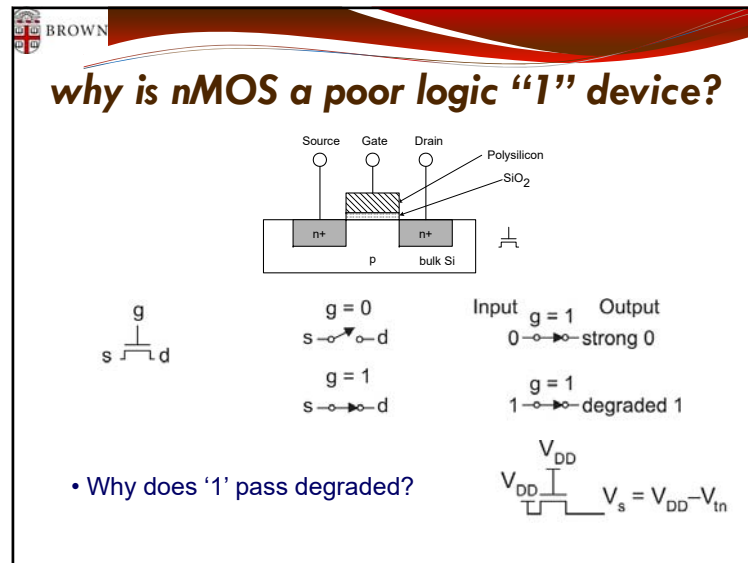 BROWN
why is nMOS a poor logic “1” device?
Source Gate Drain
Polysilicon
SiO2
n+ n+
p bulk Si
g
s d
g = 0
s d
g = 1
s d
Input g = 1 Output
0 strong 0
g = 1
1 degraded 1
• Why does ‘1’ pass degraded?
VDD
VDD Vs = VDD–Vtn